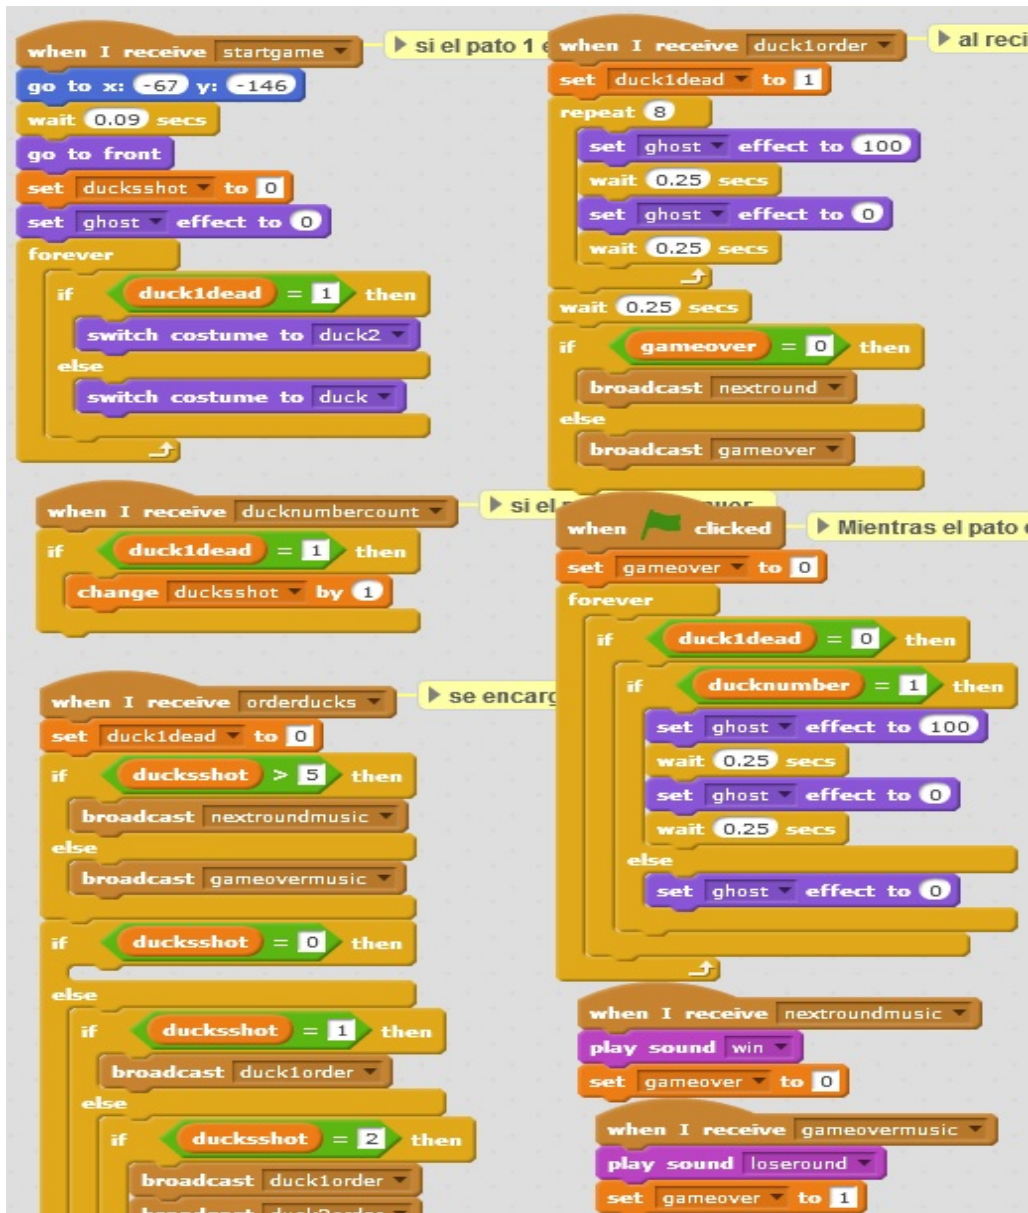 when I receive startgame
si el pato 1
go to x: -67 y: -146
wait 0.09 secs
go to front
set ducksshot to 0
set ghost effect to 0
forever
if duck1dead = 1 then
switch costume to duck2
else
switch costume to duck
when I receive ducknumbercount
si el
if duck1dead = 1 then
change ducksshot by 1
when I receive orderducks
se encarg
set duck1dead to 0
if ducksshot > 5 then
broadcast nextroundmusic
else
broadcast gameovermusic
if ducksshot = 0 then
else
if ducksshot = 1 then
broadcast duck1order
else
if ducksshot = 2 then
broadcast duck1order
when I receive duck1order
al reci
set duck1dead to 1
repeat 8
set ghost effect to 100
wait 0.25 secs
set ghost effect to 0
wait 0.25 secs
wait 0.25 secs
if gameover = 0 then
broadcast nextround
else
broadcast gameover
when clicked
Mientras el pato
set gameover to 0
forever
if duck1dead = 0 then
if ducknumber = 1 then
set ghost effect to 100
wait 0.25 secs
set ghost effect to 0
wait 0.25 secs
else
set ghost effect to 0
when I receive nextroundmusic
play sound win
set gameover to 0
when I receive gameovermusic
play sound loseround
set gameover to 1